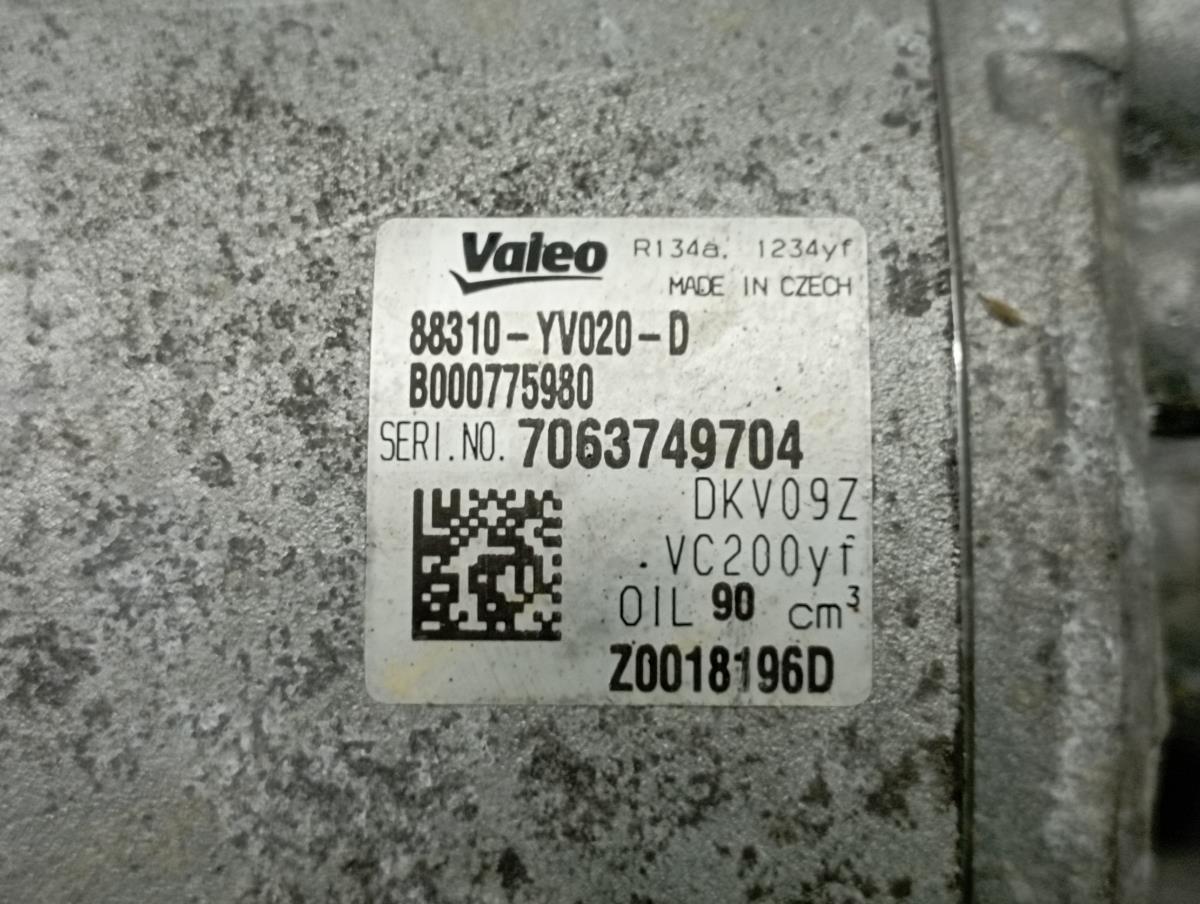 Valeo R134a, 1234yf
MADE IN CZECH
88310-YV020-D
B000775980
SERI.NO. 7063749704
DKV09Z
VC200yf
OIL 90 cm³
Z0018196D